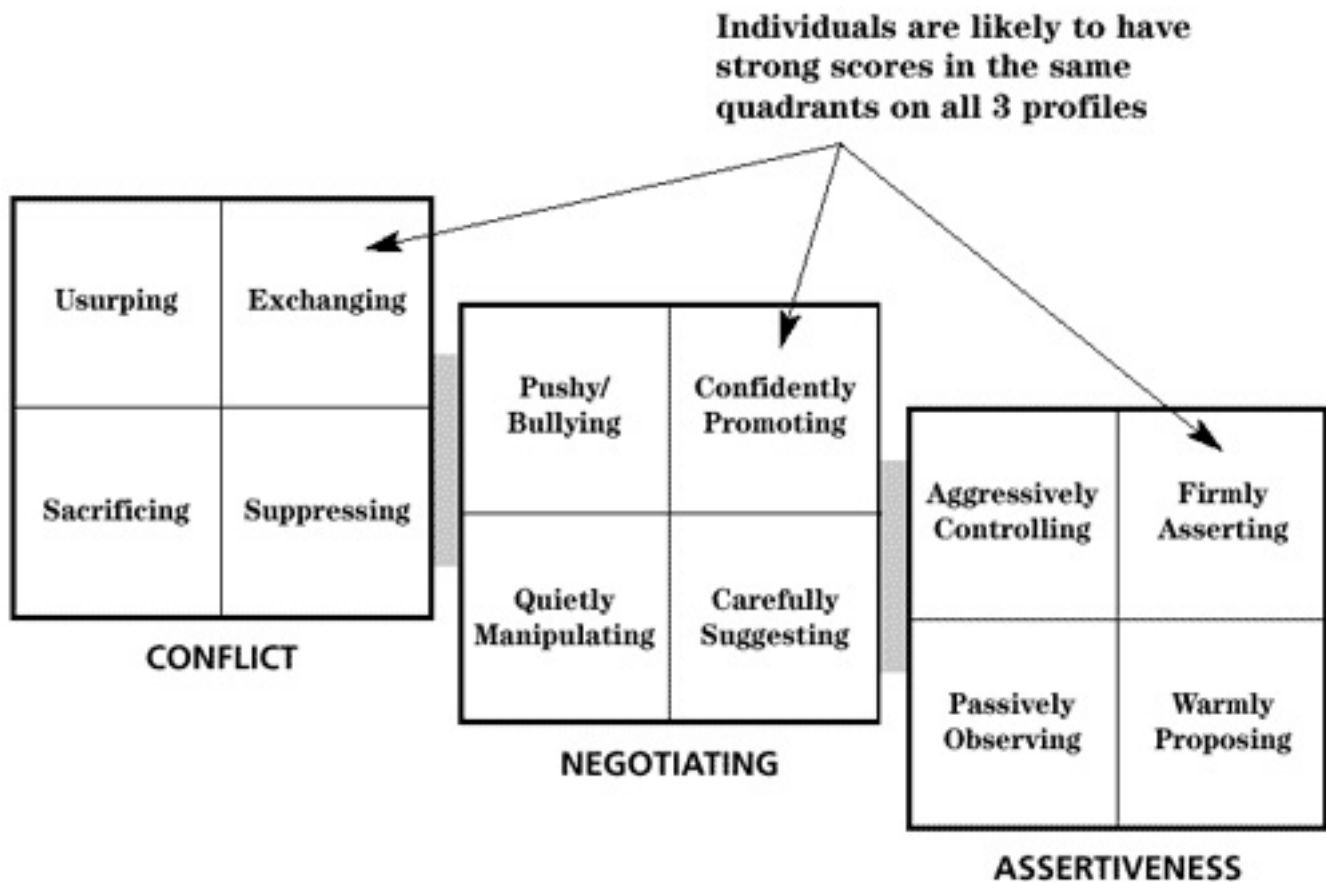 Individuals are likely to have
strong scores in the same
quadrants on all 3 profiles
Usurping
Exchanging
Sacrificing
Suppressing
CONFLICT
Pushy/
Bullying
Confidently
Promoting
Quietly
Manipulating
Carefully
Suggesting
NEGOTIATING
Aggressively
Controlling
Firmly
Asserting
Passively
Observing
Warmly
Proposing
ASSERTIVENESS